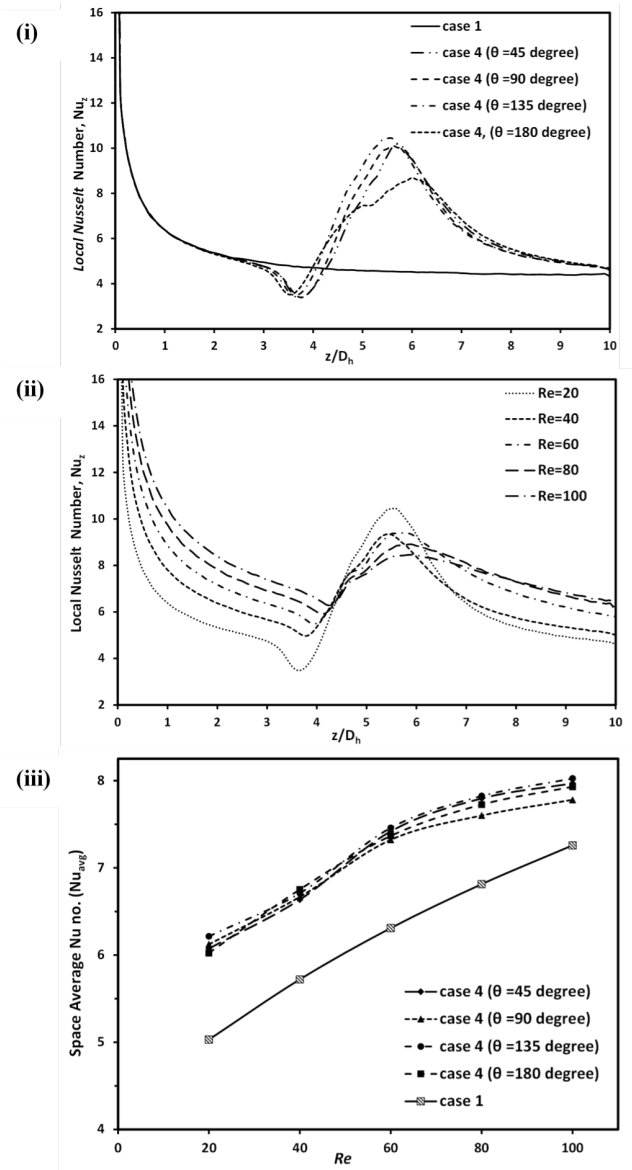 (i)
16
14
12
10
8
6
4
2
Local Nusselt Number, Nuz
case 1
case 4 (θ =45 degree)
case 4 (θ =90 degree)
case 4 (θ =135 degree)
case 4, (θ =180 degree)
0 1 2 3 4 5 6 7 8 9 10
z/Dh
(ii)
16
14
12
10
8
6
4
2
Local Nusselt Number, Nuz
Re=20
Re=40
Re=60
Re=80
Re=100
0 1 2 3 4 5 6 7 8 9 10
z/Dh
(iii)
8
7
6
5
4
Space Average Nu no. (Nuavg)
case 4 (θ =45 degree)
case 4 (θ =90 degree)
case 4 (θ =135 degree)
case 4 (θ =180 degree)
case 1
0 20 40 60 80 100
Re